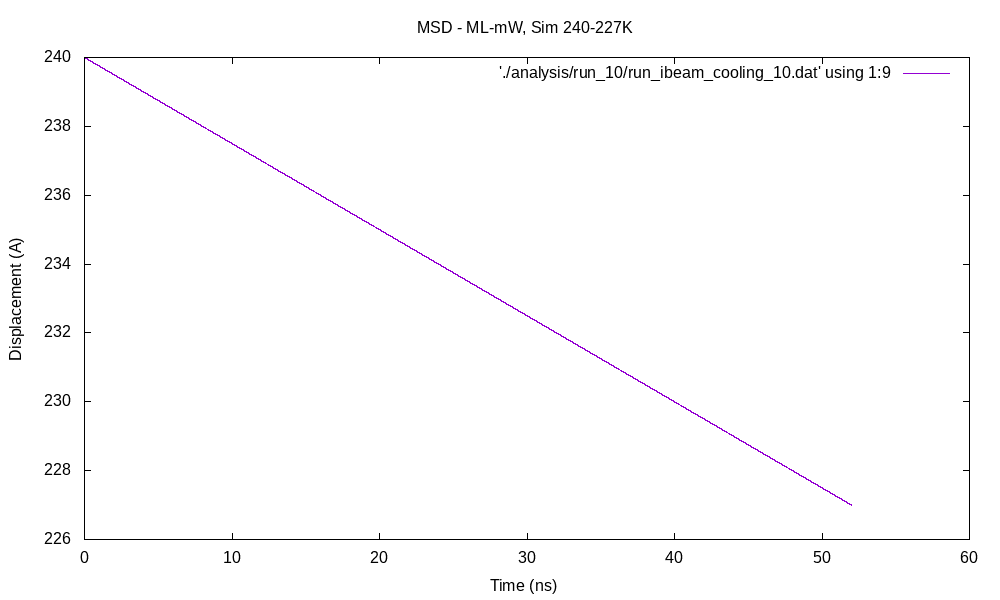 MSD - ML-mW, Sim 240-227K
'./analysis/run_10/run_ibeam_cooling_10.dat' using 1:9
240
238
236
234
232
230
228
226
Displacement (A)
0 10 20 30 40 50 60
Time (ns)